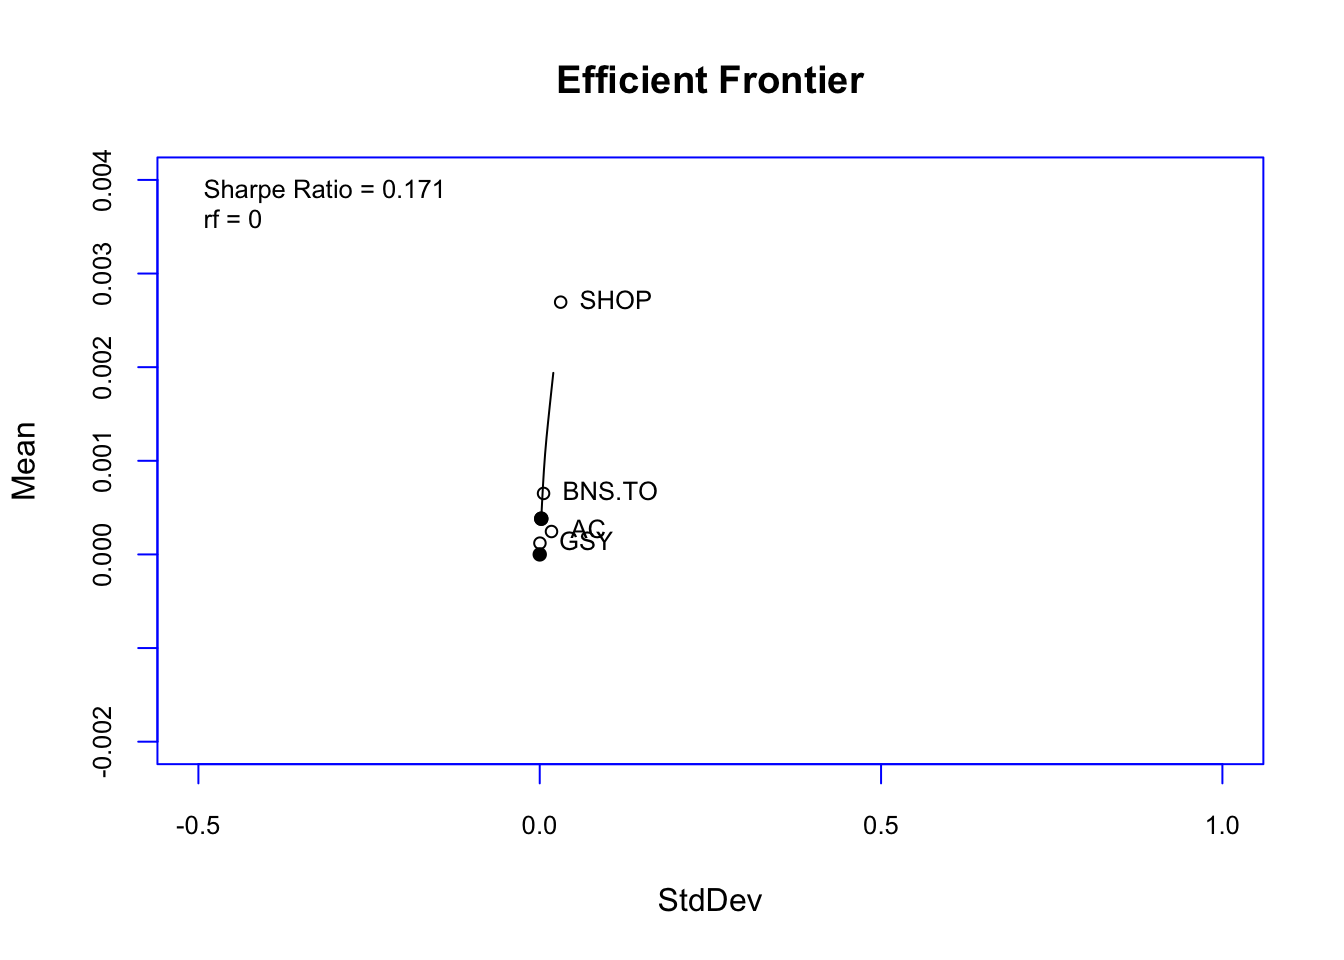 Efficient Frontier
Sharpe Ratio = 0.171
rf = 0
0.004
0.003
0.002
0.001
0.000
-0.002
Mean
SHOP
BNS.TO
AC
GSY
-0.5
0.0
0.5
1.0
StdDev